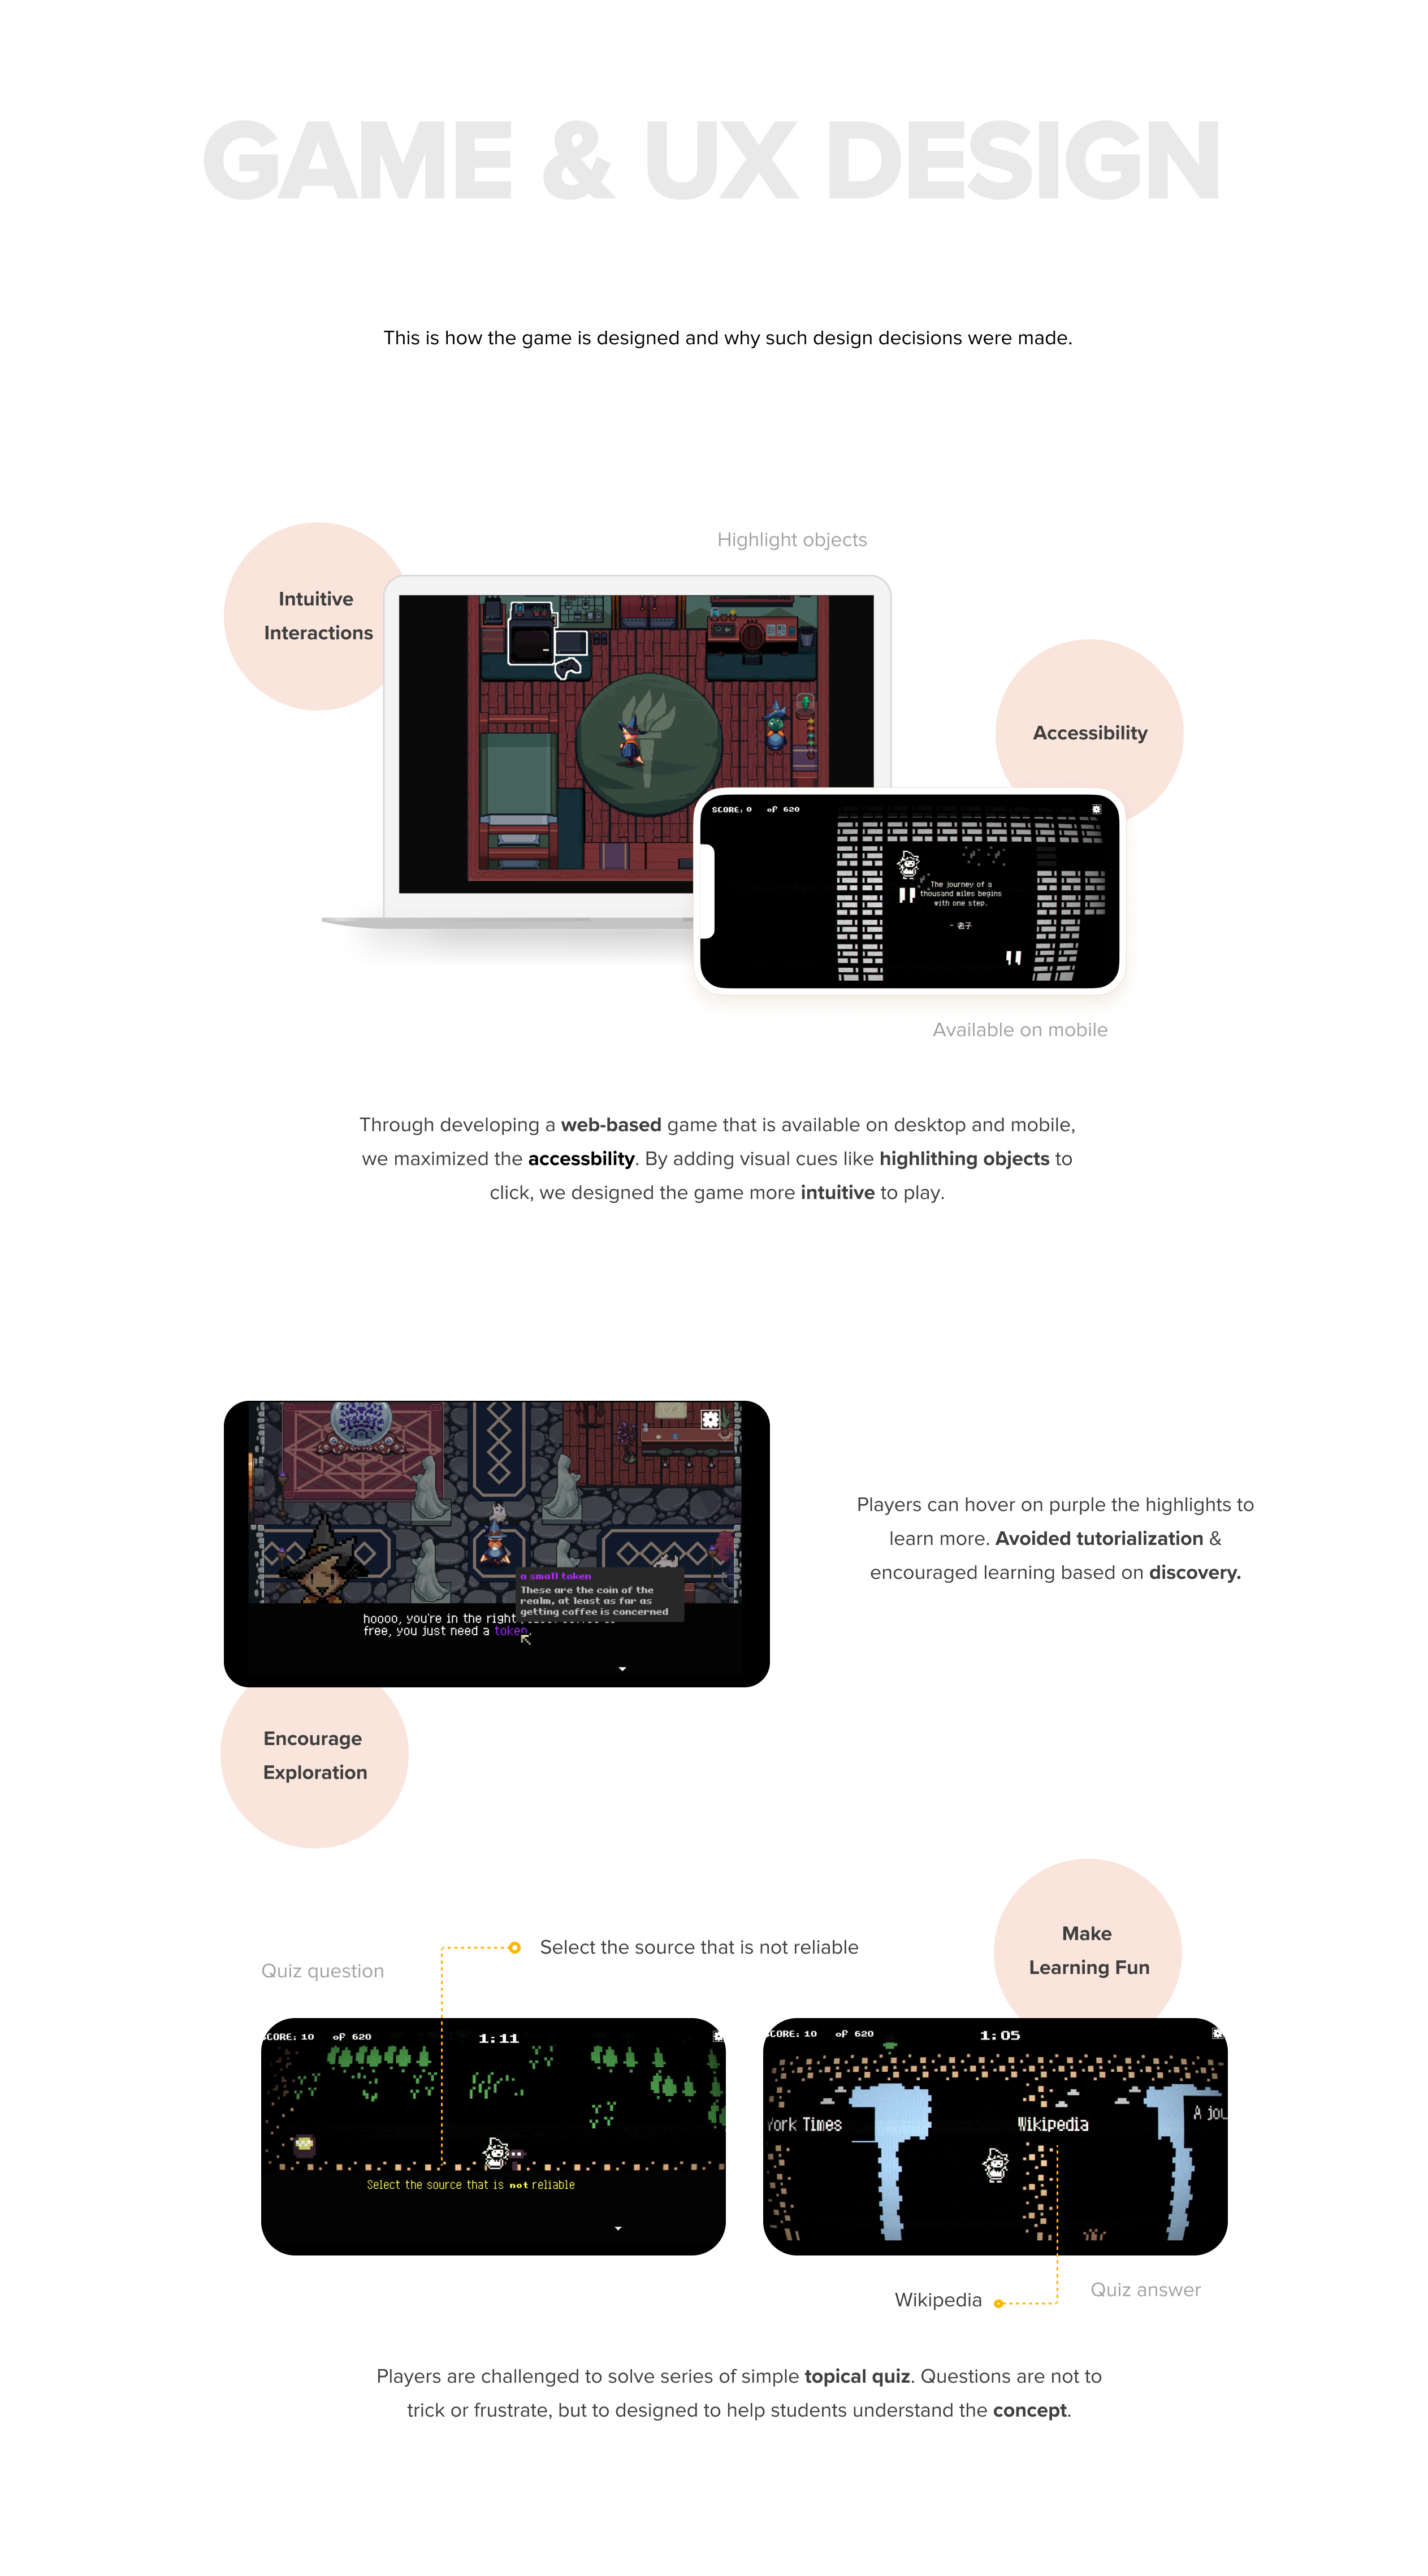 GAME & UX DESIGN
This is how the game is designed and why such design decisions were made.
Highlight objects
Intuitive
Interactions
Accessibility
SCORE: 0 of 620
The journey of a
thousand miles begins
with one step.
- 老子
Available on mobile
Through developing a web-based game that is available on desktop and mobile,
we maximized the accessbility. By adding visual cues like highlithing objects to
click, we designed the game more intuitive to play.
a small token
These are the coin of the
realm, at least as far as
getting coffee is concerned
hoooo, you're in the right
free, you just need a token.
Players can hover on purple the highlights to
learn more. Avoided tutorialization &
encouraged learning based on discovery.
Encourage
Exploration
Make
Learning Fun
Select the source that is not reliable
Quiz question
CORE: 10 of 620 1:11
Select the source that is not reliable
CORE: 10 of 620 1:05
York Times
Wikipedia
A jou
Wikipedia
Quiz answer
Players are challenged to solve series of simple topical quiz. Questions are not to
trick or frustrate, but to designed to help students understand the concept.